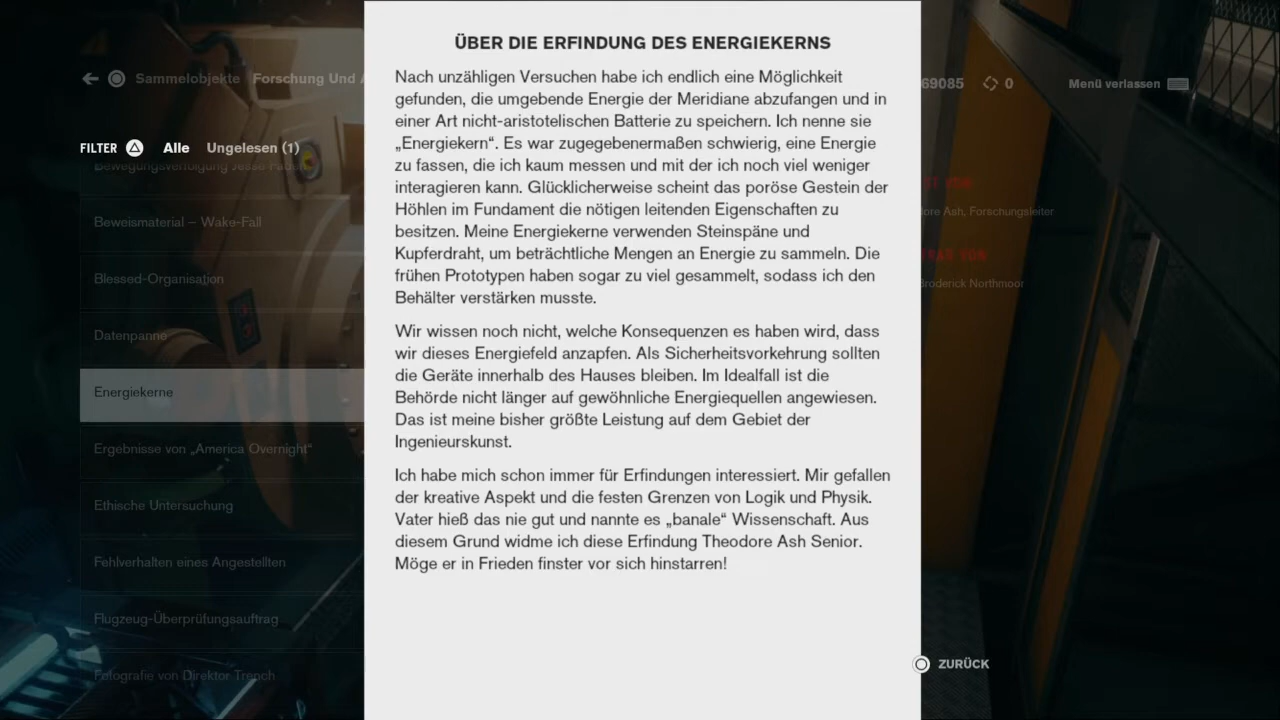 ÜBER DIE ERFINDUNG DES ENERGIEKERNS
Nach unzähligen Versuchen habe ich endlich eine Möglichkeit
gefunden, die umgebende Energie der Meridiane abzufangen und in
einer Art nicht-aristotelischen Batterie zu speichern. Ich nenne sie
„Energiekern“. Es war zugegebenermaßen schwierig, eine Energie
zu fassen, die ich kaum messen und mit der ich noch viel weniger
interagieren kann. Glücklicherweise scheint das poröse Gestein der
Höhlen im Fundament die nötigen leitenden Eigenschaften zu
besitzen. Meine Energiekerne verwenden Steinspäne und
Kupferdraht, um beträchtliche Mengen an Energie zu sammeln. Die
frühen Prototypen haben sogar zu viel gesammelt, sodass ich den
Behälter verstärken musste.
Wir wissen noch nicht, welche Konsequenzen es haben wird, dass
wir dieses Energiefeld anzapfen. Als Sicherheitsvorkehrung sollten
die Geräte innerhalb des Hauses bleiben. Im Idealfall ist die
Behörde nicht länger auf gewöhnliche Energiequellen angewiesen.
Das ist meine bisher größte Leistung auf dem Gebiet der
Ingenieurskunst.
Ich habe mich schon immer für Erfindungen interessiert. Mir gefallen
der kreative Aspekt und die festen Grenzen von Logik und Physik.
Vater hieß das nie gut und nannte es „banale“ Wissenschaft. Aus
diesem Grund widme ich diese Erfindung Theodore Ash Senior.
Möge er in Frieden finster vor sich hinstarren!
Sammelobjekte Forschung Und
69085 0 Menü verlassen
FILTER Alle Ungelesen (1)
Bewegungsverfolgung Jesse
Beweismaterial – Wake-Fall
Blessed-Organisation
Datenpanne
Energiekerne
Ergebnisse von „America Overnight“
Ethische Untersuchung
Fehlverhalten eines Angestellten
Flugzeug-Überprüfungsauftrag
Fotografie von Direktor Trench
VON
Ash, Forschungsleiter
VON
Broderick Northmoor
ZURÜCK